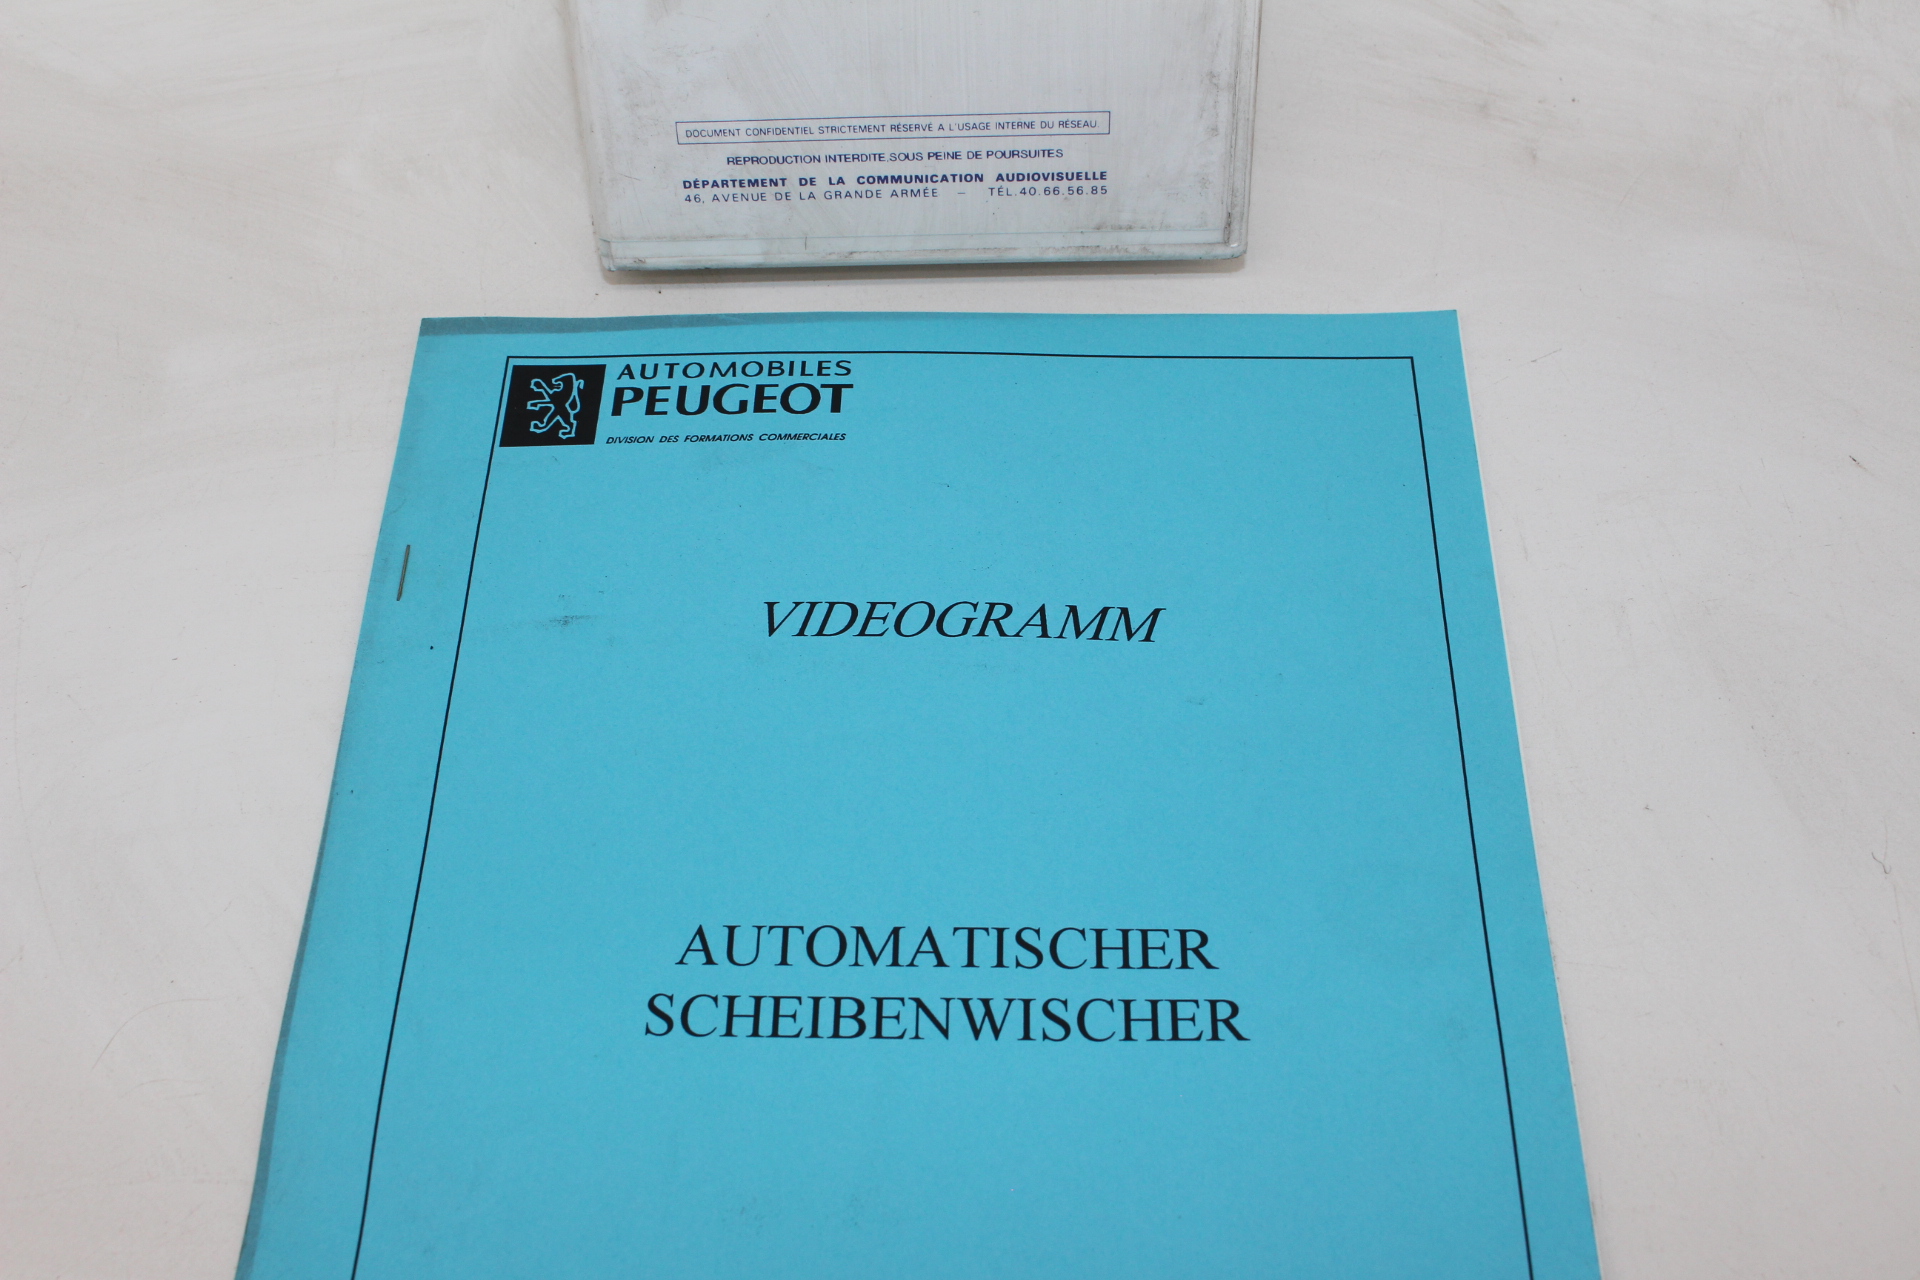 DOCUMENT CONFIDENTIEL STRICTEMENT RÉSERVÉ A L'USAGE INTERNE DU RÉSEAU.
REPRODUCTION INTERDITE, SOUS PEINE DE POURSUITES
DÉPARTEMENT DE LA COMMUNICATION AUDIOVISUELLE
46, AVENUE DE LA GRANDE ARMÉE – TÉL.40.66.56.85
AUTOMOBILES
PEUGEOT
DIVISION DES FORMATIONS COMMERCIALES
VIDEOGRAMM
AUTOMATISCHER
SCHEIBENWISCHER